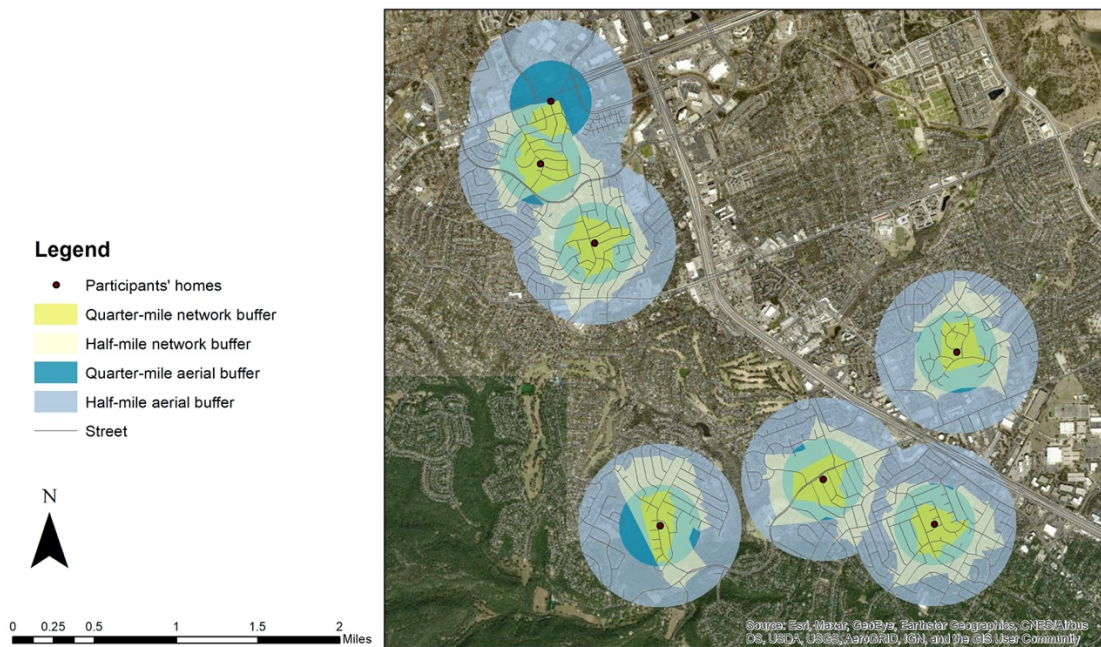 Legend
Participants' homes
Quarter-mile network buffer
Half-mile network buffer
Quarter-mile aerial buffer
Half-mile aerial buffer
Street
N
0 0.25 0.5 1 1.5 2
Miles
Source: Esri, Maxar, GeoEye, Earthstar Geographics, CNES/Airbus
DS, USDA, USGS, AeroGRID, IGN, and the GIS User Community